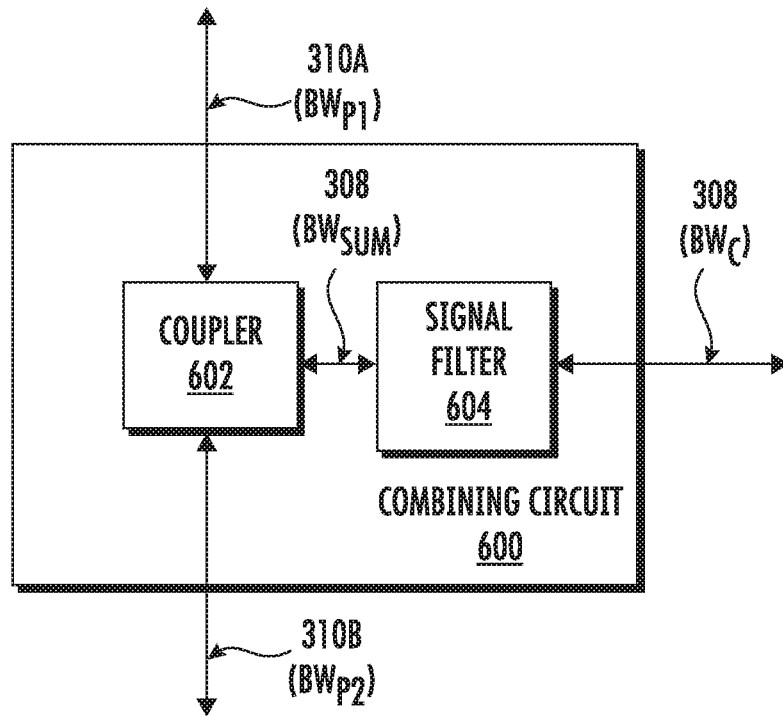 310A
(BWP1)
308
(BWSUM)
308
(BWC)
COUPLER
602
SIGNAL
FILTER
604
COMBINING CIRCUIT
600
310B
(BWP2)